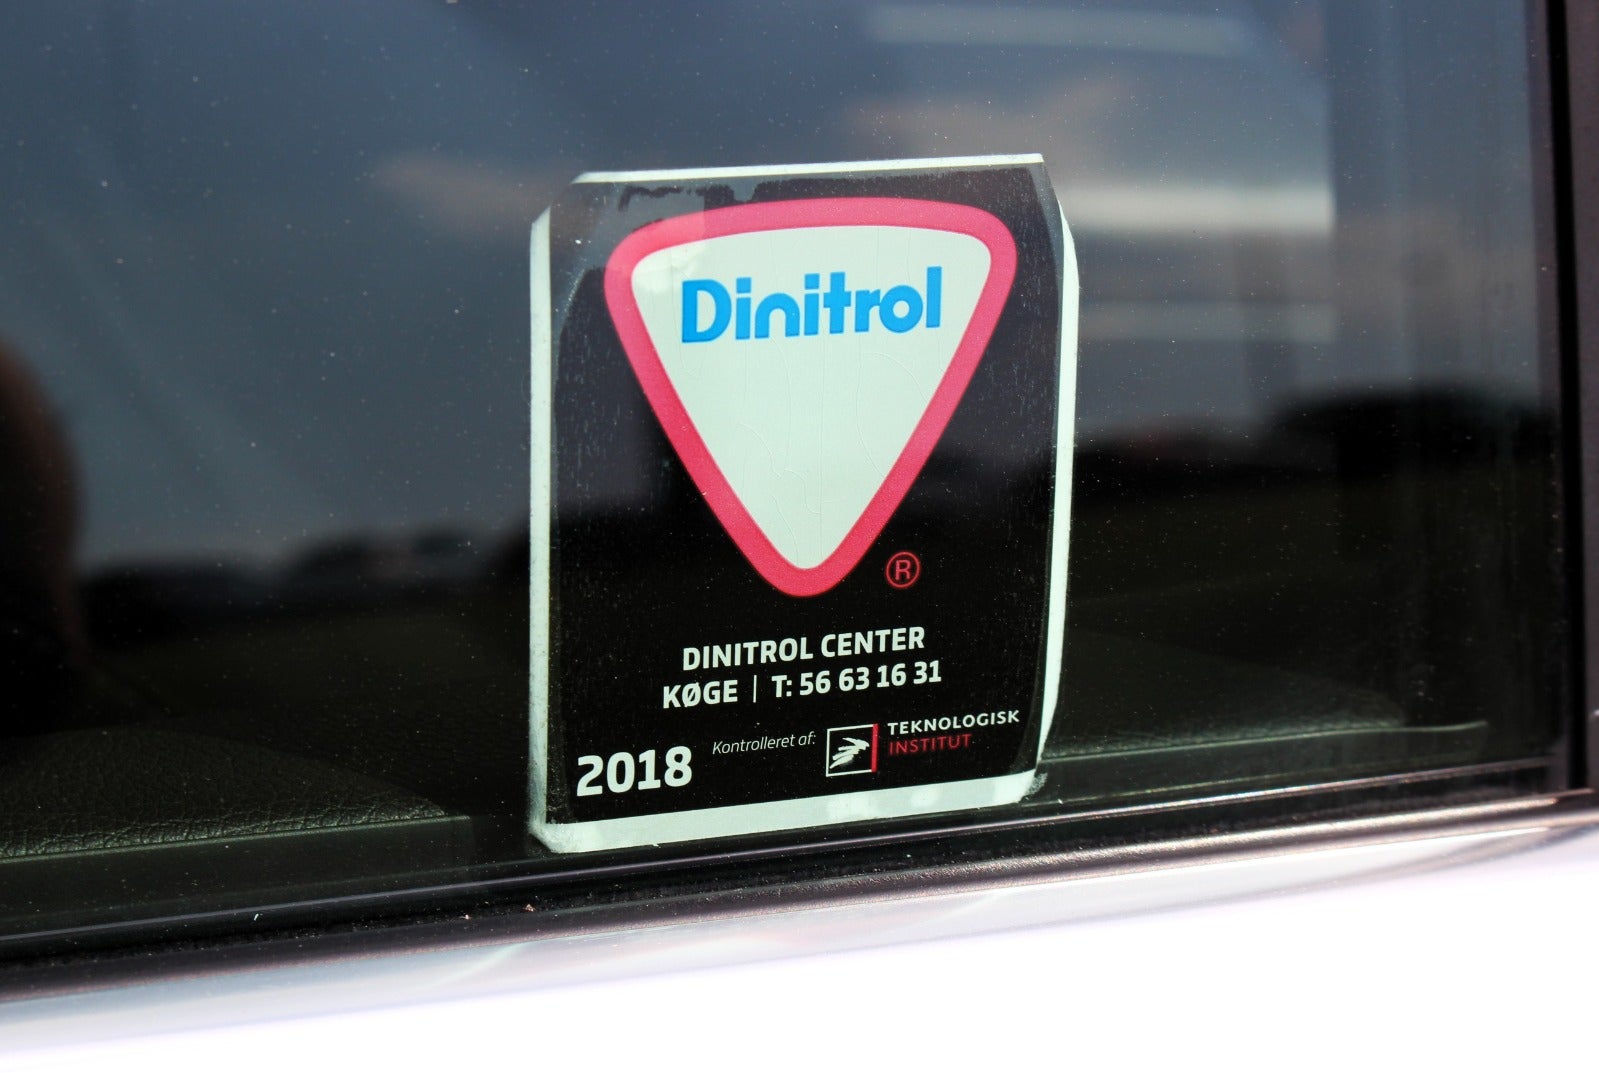 Dinitrol
®
DINITROL CENTER
KØGE | T: 56 63 16 31
2018 Kontrolleret af: TEKNOLOGISK
INSTITUT